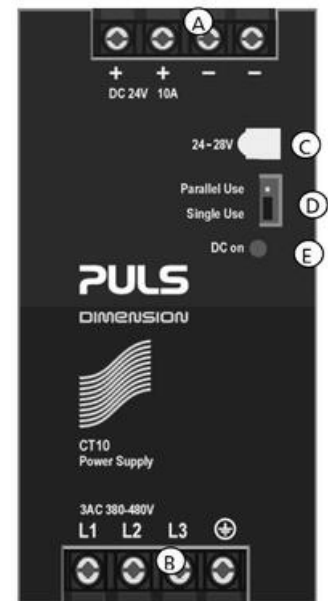 A
+ + − −
DC 24V 10A
24-28V C
Parallel Use
Single Use D
DC on E
PULS
DIMENSION
CT10
Power Supply
3AC 380-480V
L1 L2 L3
B